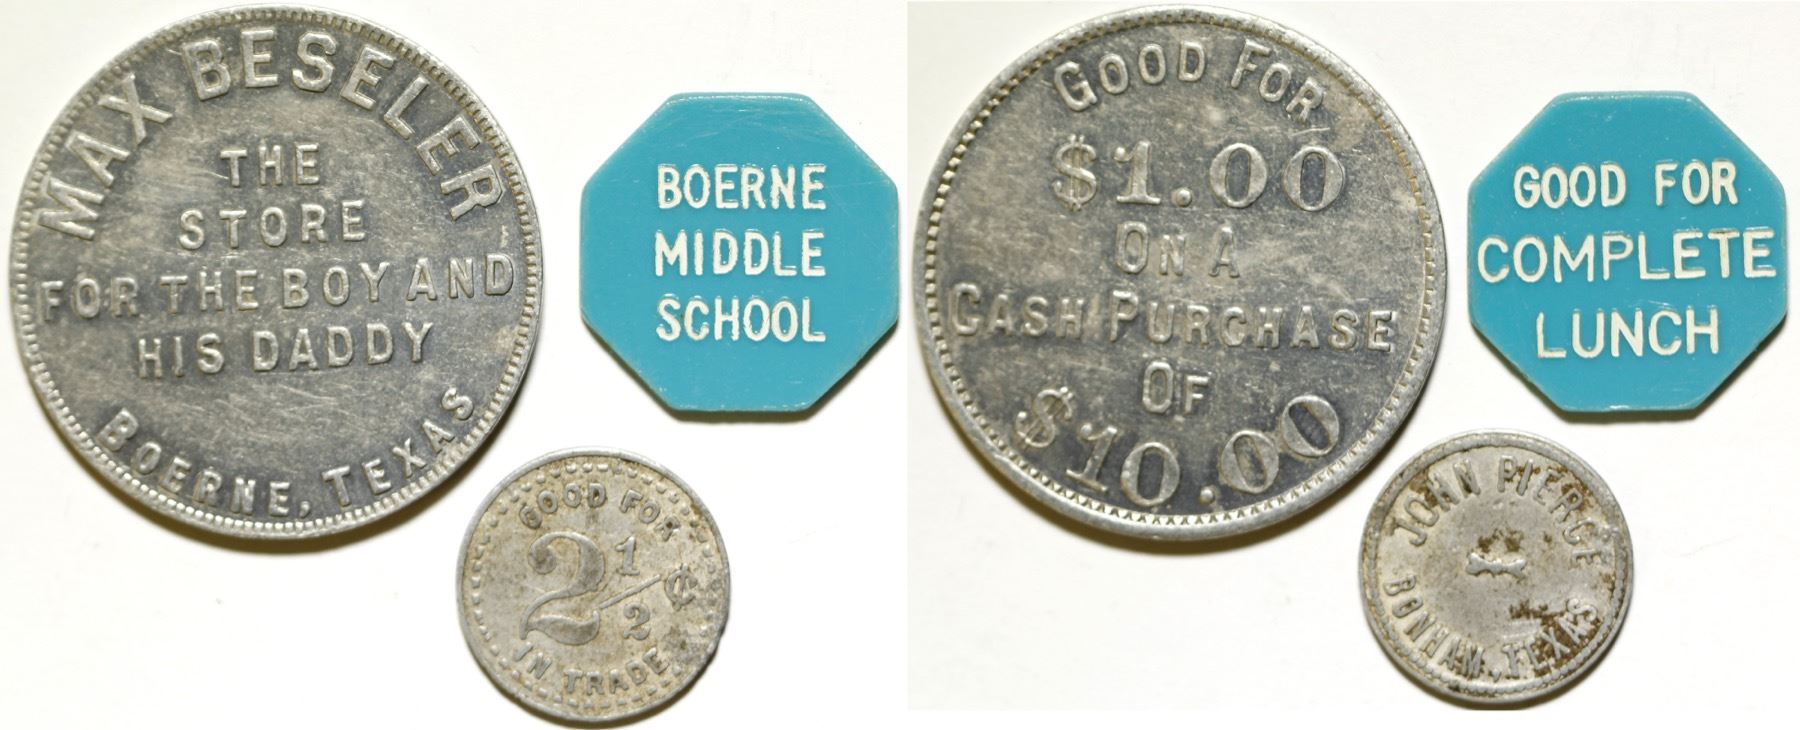 MAX BESELER
THE
STORE
FOR THE BOY AND
HIS DADDY
BOERNE, TEXAS
BOERNE
MIDDLE
SCHOOL
GOOD FOR
2 1/2 ¢
IN TRADE
GOOD FOR
$1.00
ON A
CASH PURCHASE
OF
$10.00
GOOD FOR
COMPLETE
LUNCH
JOHN PIERCE
BONHAM, TEXAS